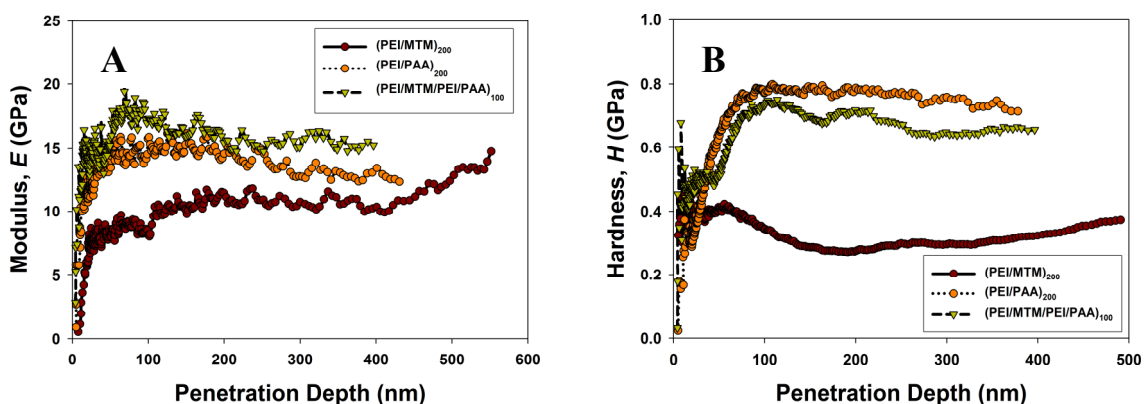 A
Modulus, E (GPa)
25
20
15
10
5
0
0 100 200 300 400 500 600
Penetration Depth (nm)
(PEI/MTM)200
(PEI/PAA)200
(PEI/MTM/PEI/PAA)100
B
Hardness, H (GPa)
1.0
0.8
0.6
0.4
0.2
0.0
0 100 200 300 400 500
Penetration Depth (nm)
(PEI/MTM)200
(PEI/PAA)200
(PEI/MTM/PEI/PAA)100